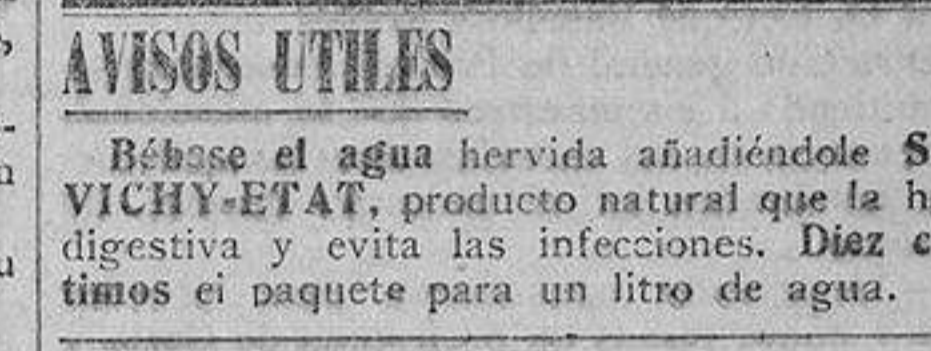 AVISOS UTILES
Bébase el agua hervida añadiéndole S
VICHY-ETAT, producto natural que la h
digestiva y evita las infecciones. Diez c
timos el paquete para un litro de agua.